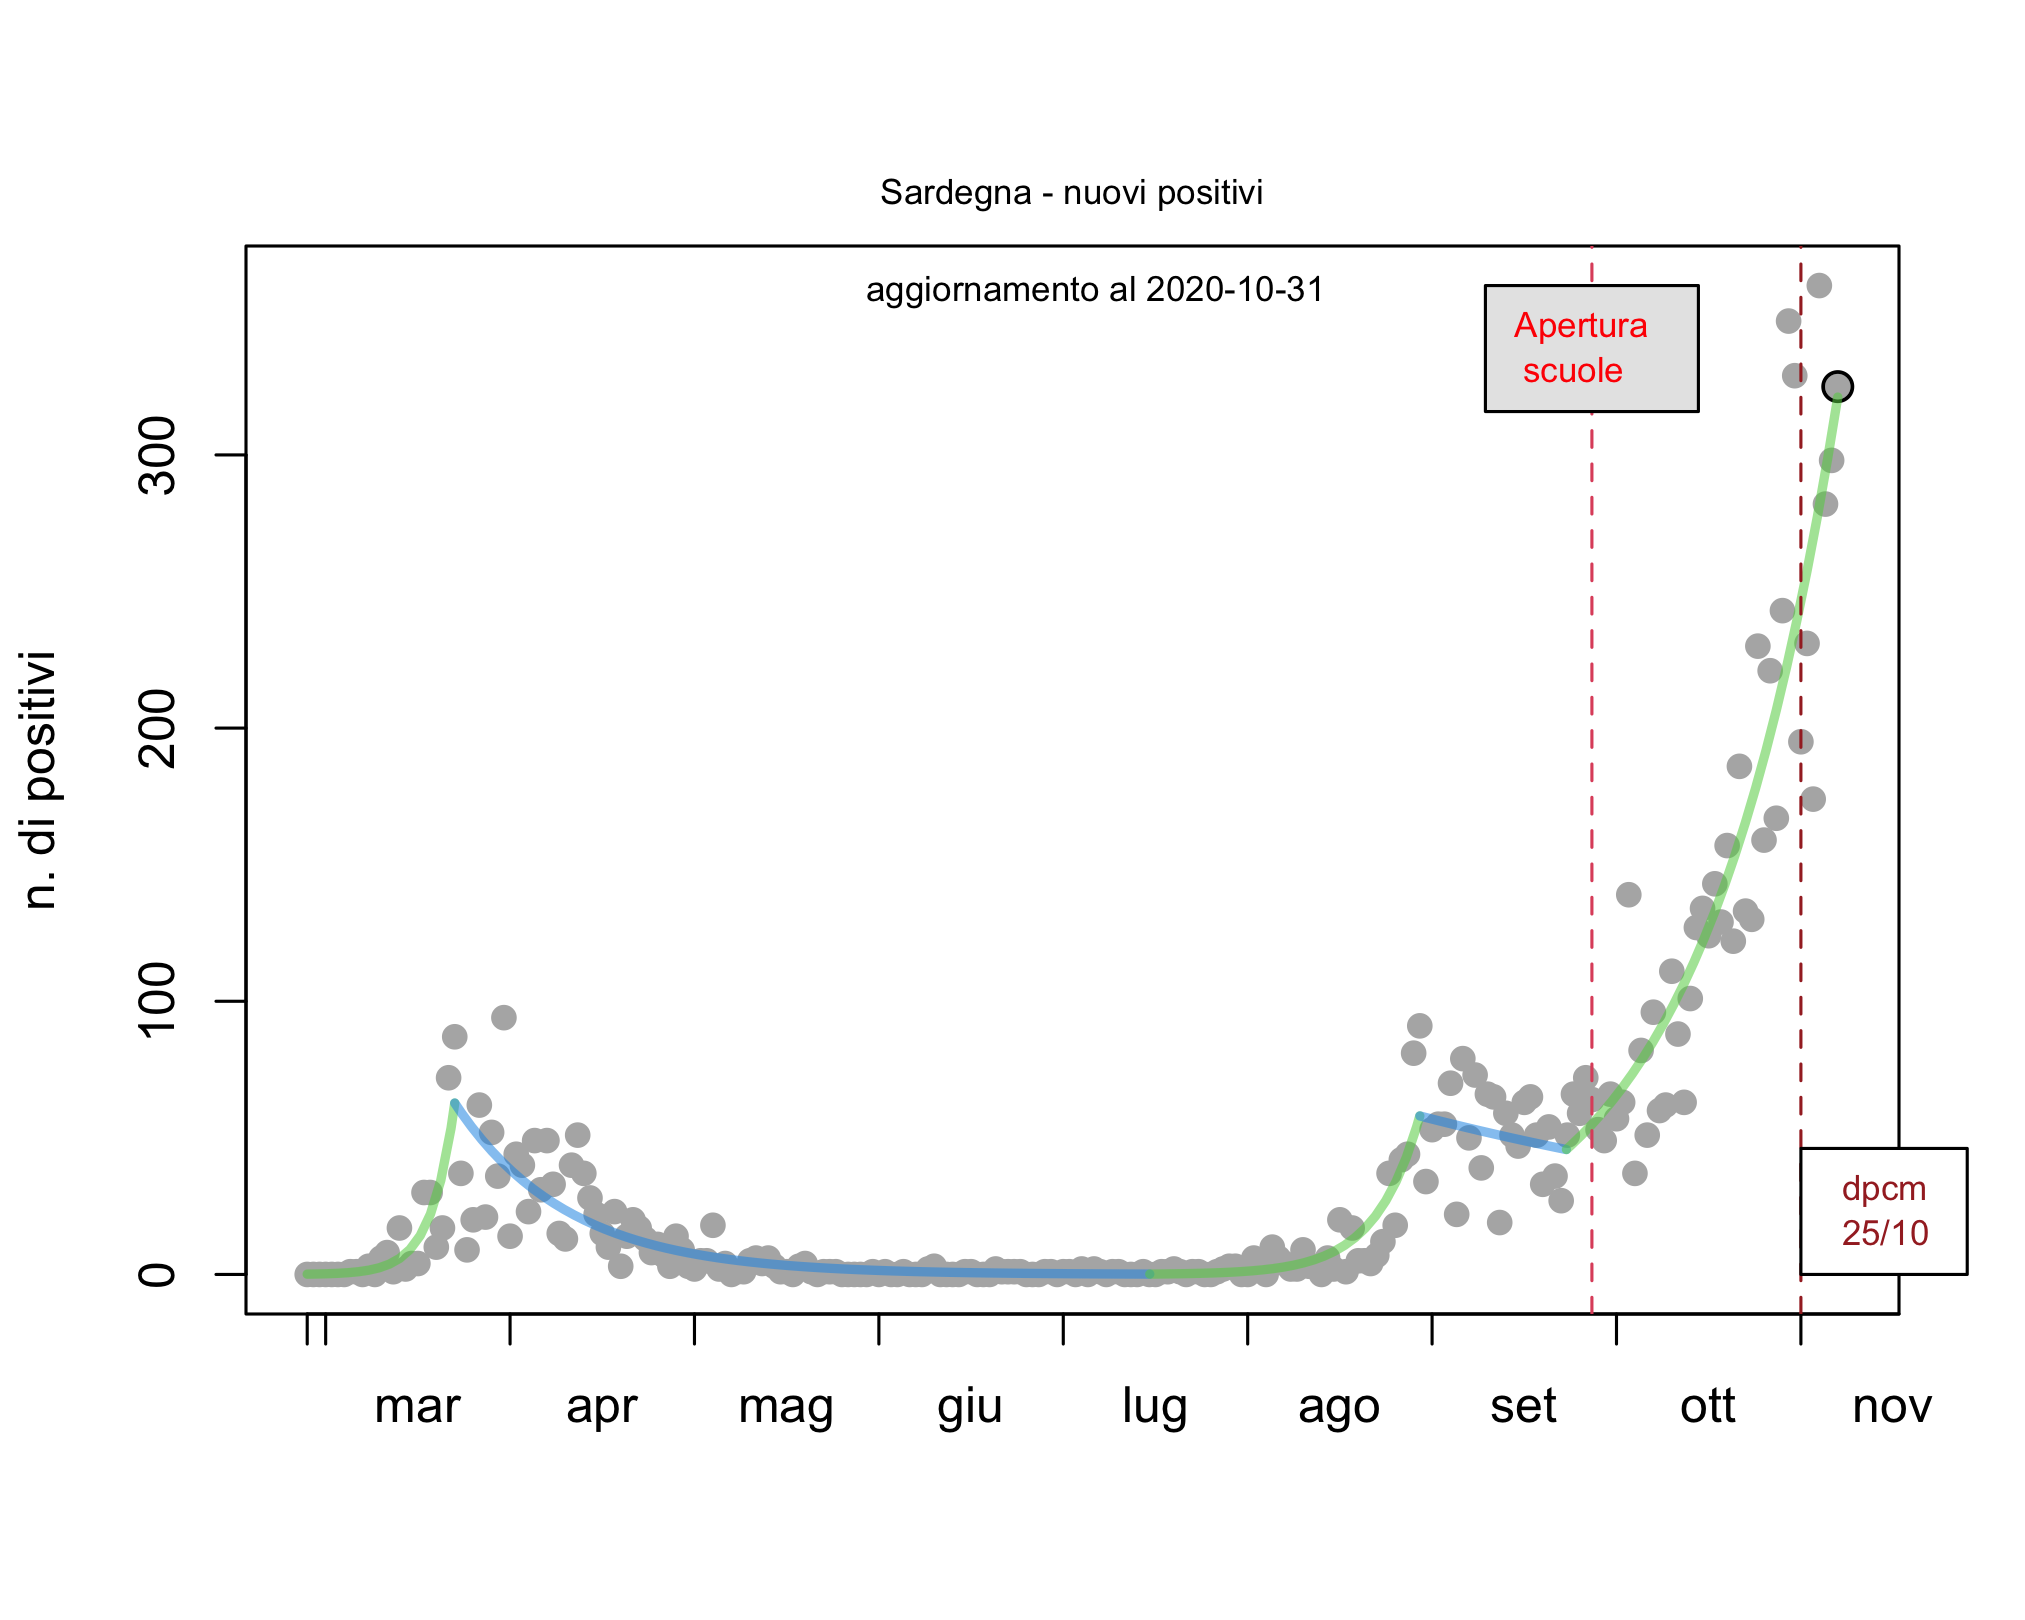 Sardegna - nuovi positivi
aggiornamento al 2020-10-31
Apertura
scuole
n. di positivi
300
200
100
0
dpcm
25/10
mar apr mag giu lug ago set ott nov